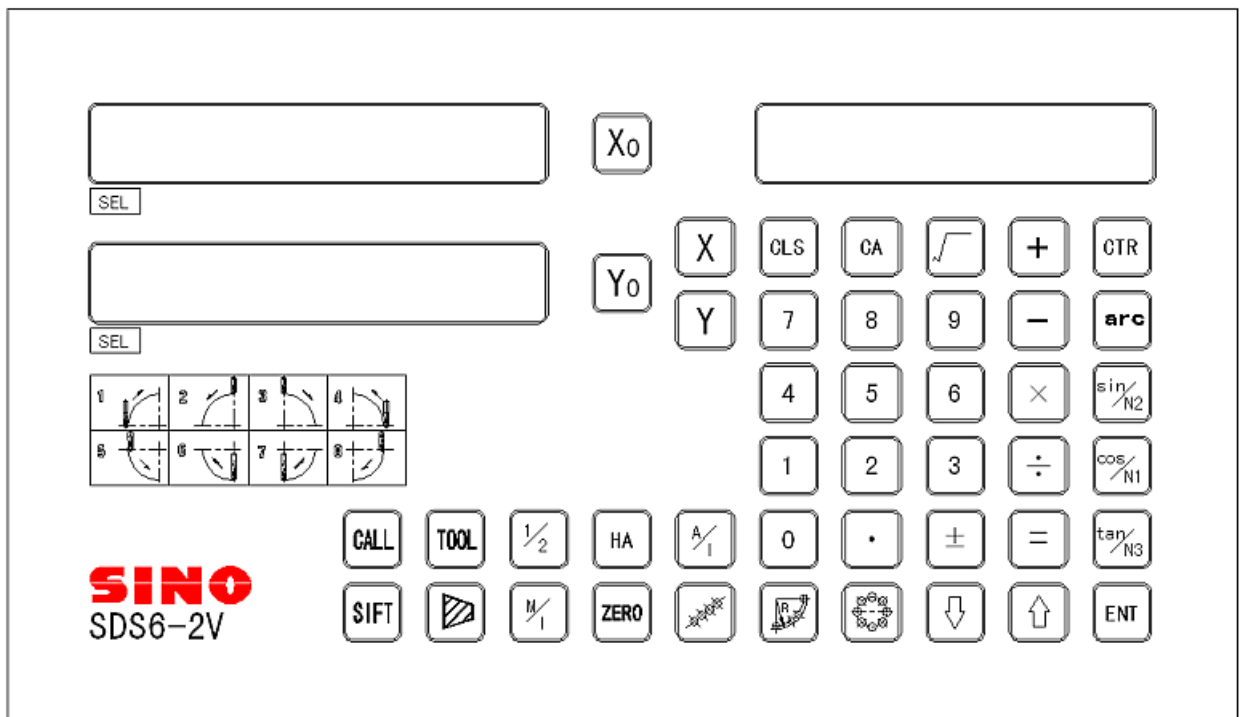 X0
SEL
X CLS CA √ + CTR
Y0
Y 7 8 9 − arc
SEL
1 2 3 4
4 5 6 × sin/N2
5 6 7 8
1 2 3 ÷ cos/N1
CALL TOOL 1/2 HA A/I 0 . ± = tan/N3
SINO
SDS6-2V
SIFT M/I ZERO R ⇩ ⇧ ENT